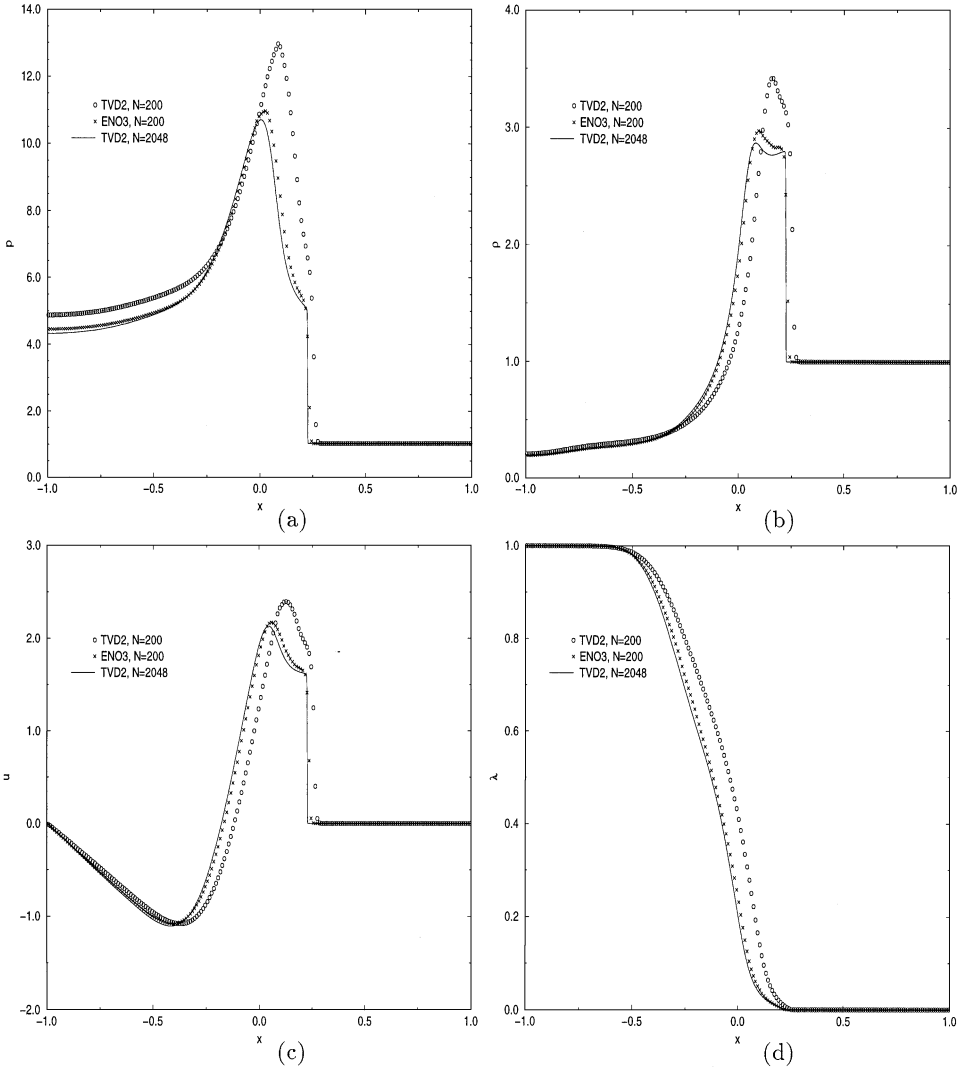 14.0
12.0
10.0
8.0
6.0
4.0
2.0
0.0
p
o TVD2, N=200
x ENO3, N=200
TVD2, N=2048
-1.0 -0.5 0.0 0.5 1.0
x
(a)
4.0
3.0
2.0
1.0
0.0
ρ
o TVD2, N=200
x ENO3, N=200
TVD2, N=2048
-1.0 -0.5 0.0 0.5 1.0
x
(b)
3.0
2.0
1.0
0.0
-1.0
-2.0
u
o TVD2, N=200
x ENO3, N=200
TVD2, N=2048
-1.0 -0.5 0.0 0.5 1.0
x
(c)
1.0
0.8
0.6
0.4
0.2
0.0
λ
o TVD2, N=200
x ENO3, N=200
TVD2, N=2048
-1.0 -0.5 0.0 0.5 1.0
x
(d)